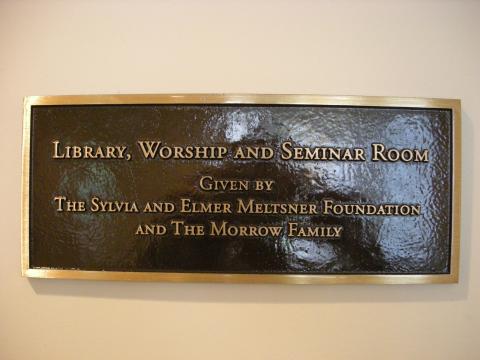 Library, Worship and Seminar Room
Given by
The Sylvia and Elmer Meltsner Foundation
and The Morrow Family